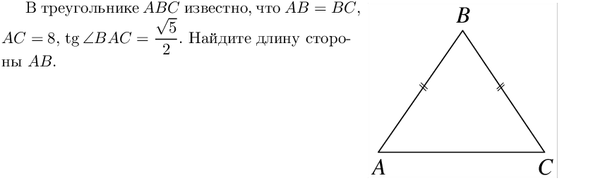 В треугольнике ABC известно, что AB = BC,
AC = 8, tg ∠BAC = √5/2. Найдите длину сторо-
ны AB.
B
A
C